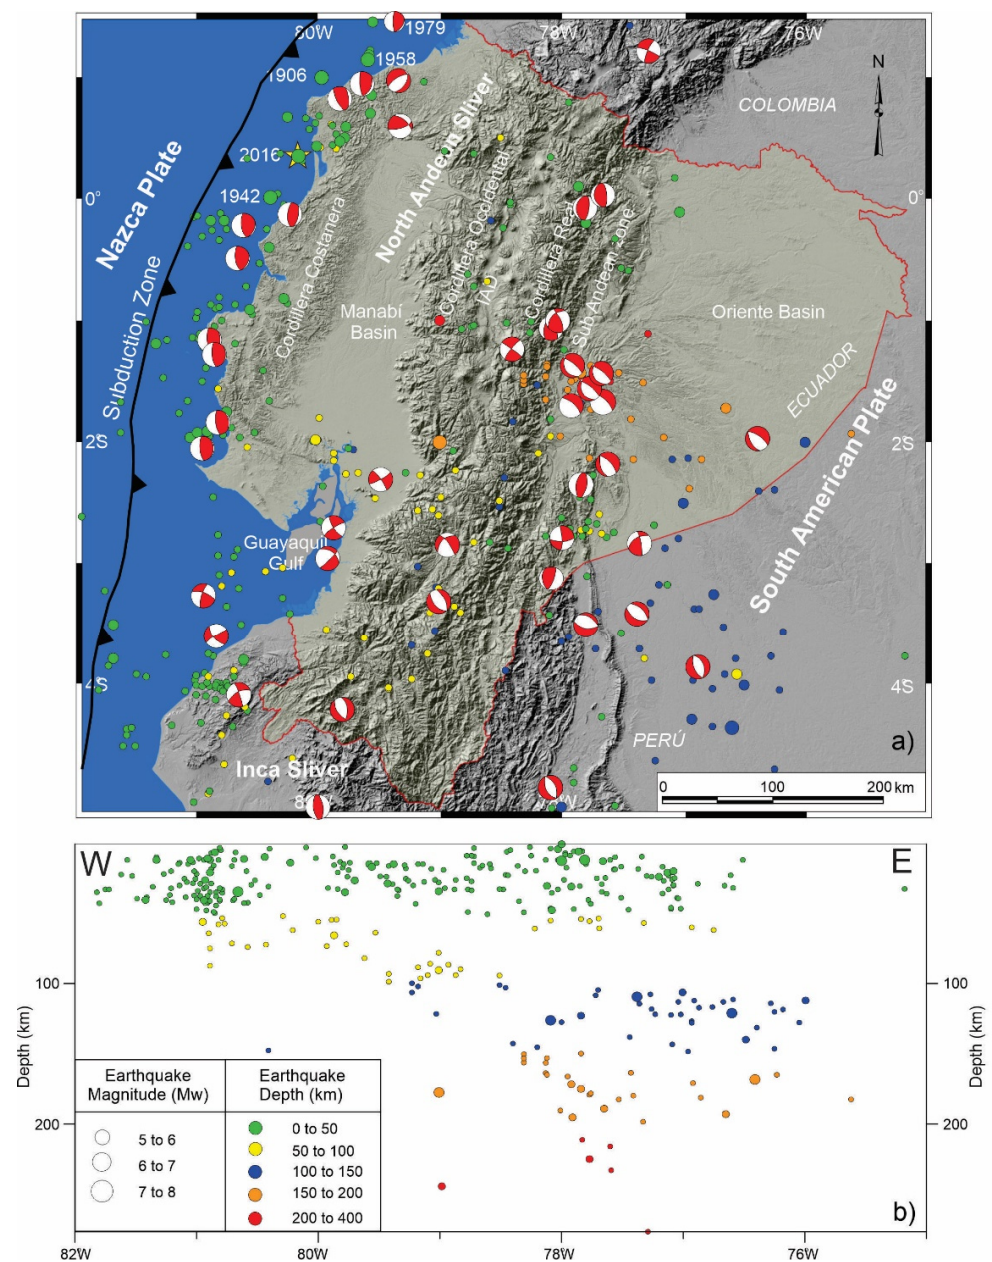 80W
78W
76W
1979
1958
1906
N
COLOMBIA
2016
1942
0°
0°
Nazca Plate
North Andean Sliver
Cordillera Occidental
Cordillera Real
Sub Andean Zone
Cordillera Costanera
IAD
Manabí
Basin
Oriente Basin
Subduction Zone
ECUADOR
2S
2S
South American Plate
Guayaquil
Gulf
4S
4S
PERÚ
a)
Inca Sliver
0
100
200 km
W
E
100
100
Depth (km)
Depth (km)
200
200
Earthquake
Magnitude (Mw)
5 to 6
6 to 7
7 to 8
Earthquake
Depth (km)
0 to 50
50 to 100
100 to 150
150 to 200
200 to 400
b)
82W
80W
78W
76W